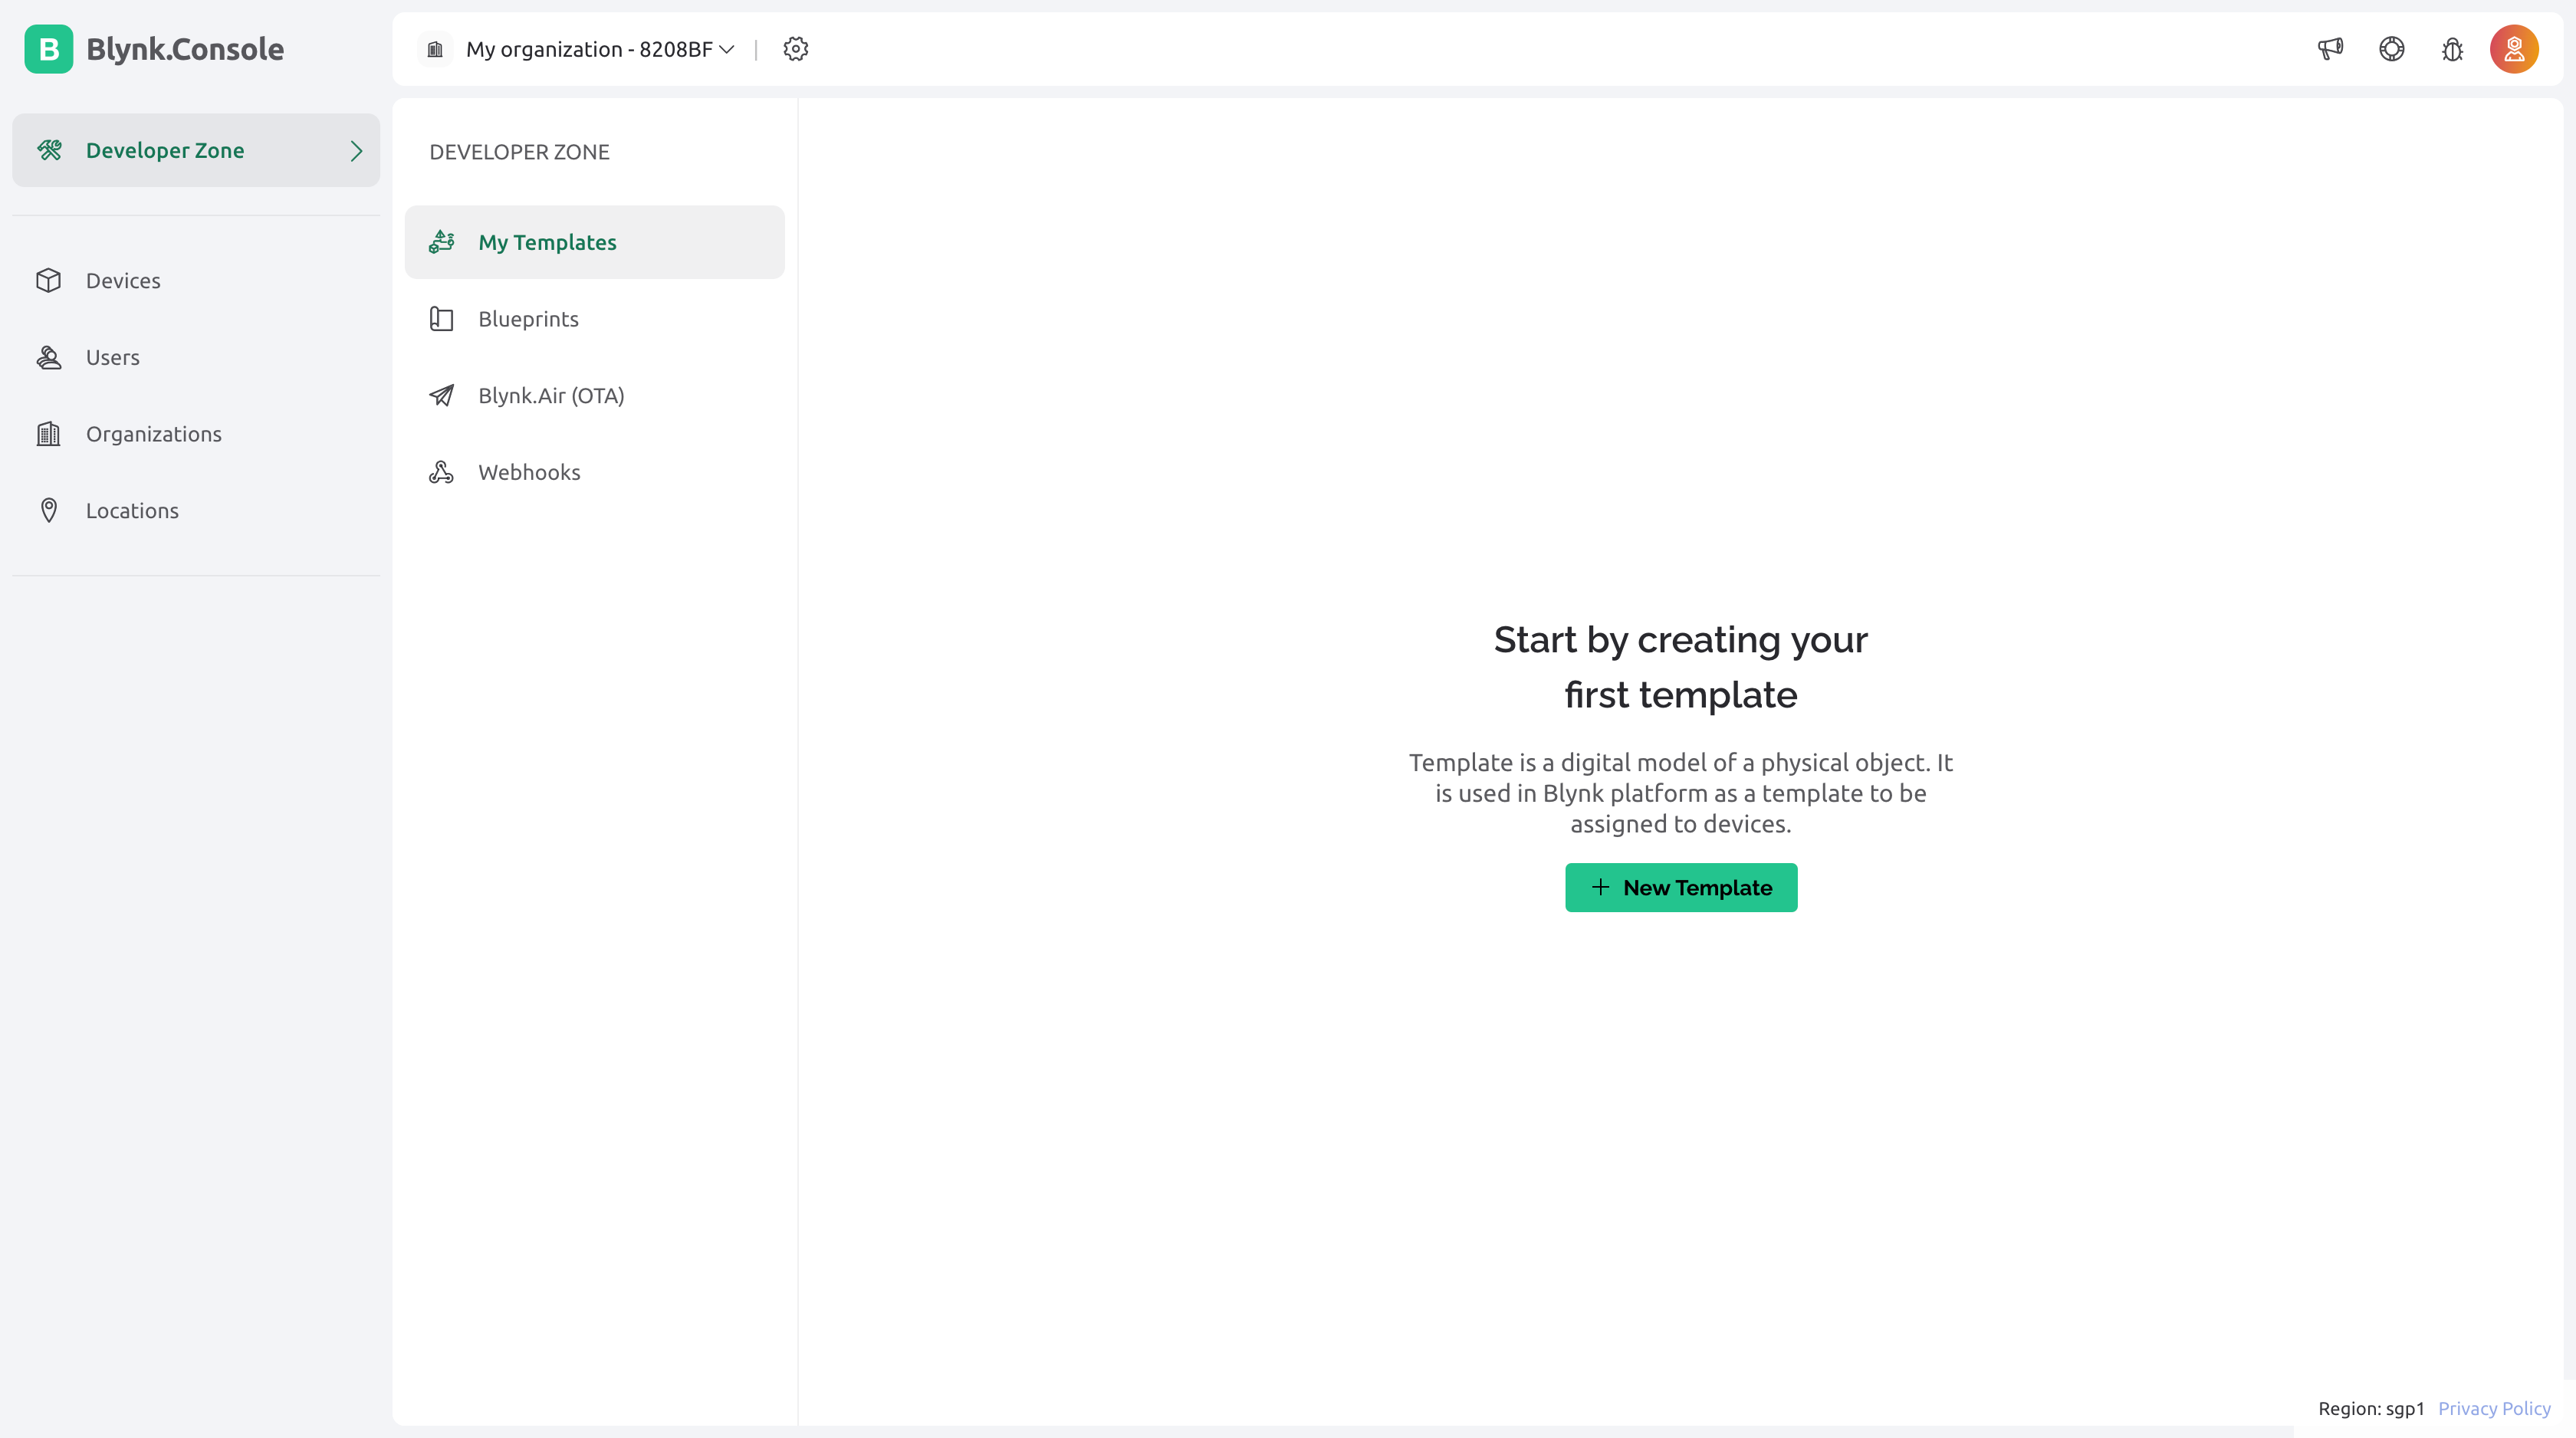 B Blynk.Console
My organization - 8208BF
Developer Zone
Devices
Users
Organizations
Locations
DEVELOPER ZONE
My Templates
Blueprints
Blynk.Air (OTA)
Webhooks
Start by creating your
first template
Template is a digital model of a physical object. It
is used in Blynk platform as a template to be
assigned to devices.
New Template
Region: sgp1 Privacy Policy